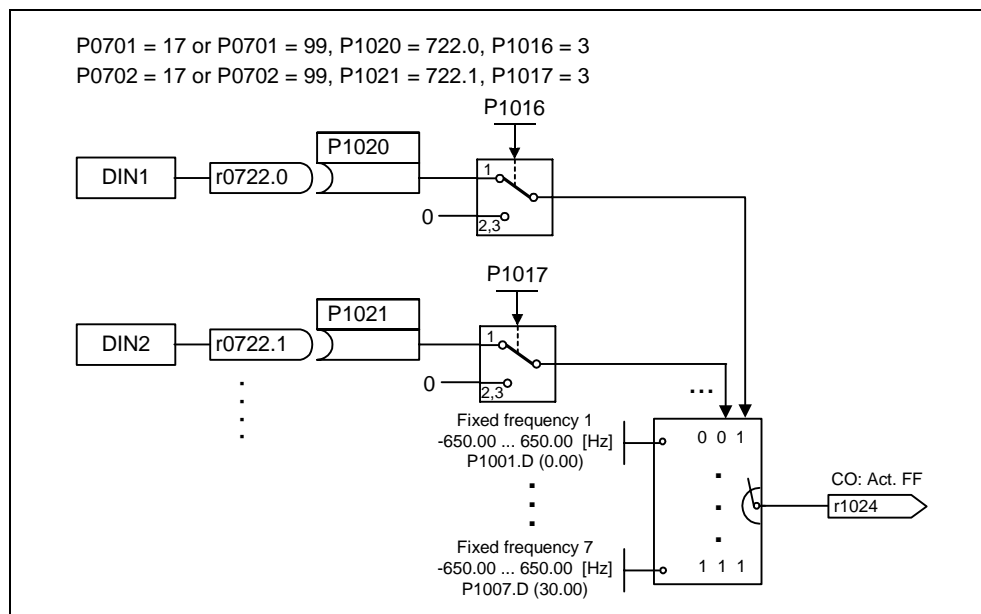 P0701 = 17 or P0701 = 99, P1020 = 722.0, P1016 = 3
P0702 = 17 or P0702 = 99, P1021 = 722.1, P1017 = 3
P1016
P1020
DIN1
r0722.0
1
0
2,3
P1017
P1021
DIN2
r0722.1
1
0
2,3
...
Fixed frequency 1
-650.00 ... 650.00 [Hz]
P1001.D (0.00)
0 0 1
CO: Act. FF
r1024
Fixed frequency 7
-650.00 ... 650.00 [Hz]
P1007.D (30.00)
1 1 1